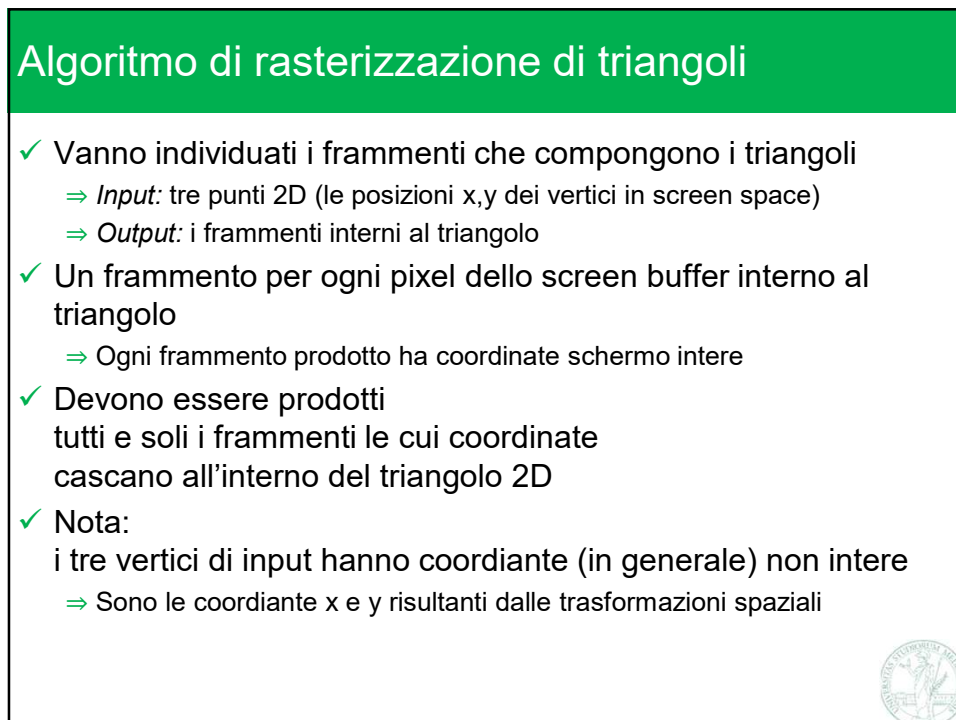 Algoritmo di rasterizzazione di triangoli
✓ Vanno individuati i frammenti che compongono i triangoli
⇒ Input: tre punti 2D (le posizioni x,y dei vertici in screen space)
⇒ Output: i frammenti interni al triangolo
✓ Un frammento per ogni pixel dello screen buffer interno al
triangolo
⇒ Ogni frammento prodotto ha coordinate schermo intere
✓ Devono essere prodotti
tutti e soli i frammenti le cui coordinate
cascano all'interno del triangolo 2D
✓ Nota:
i tre vertici di input hanno coordiante (in generale) non intere
⇒ Sono le coordiante x e y risultanti dalle trasformazioni spaziali